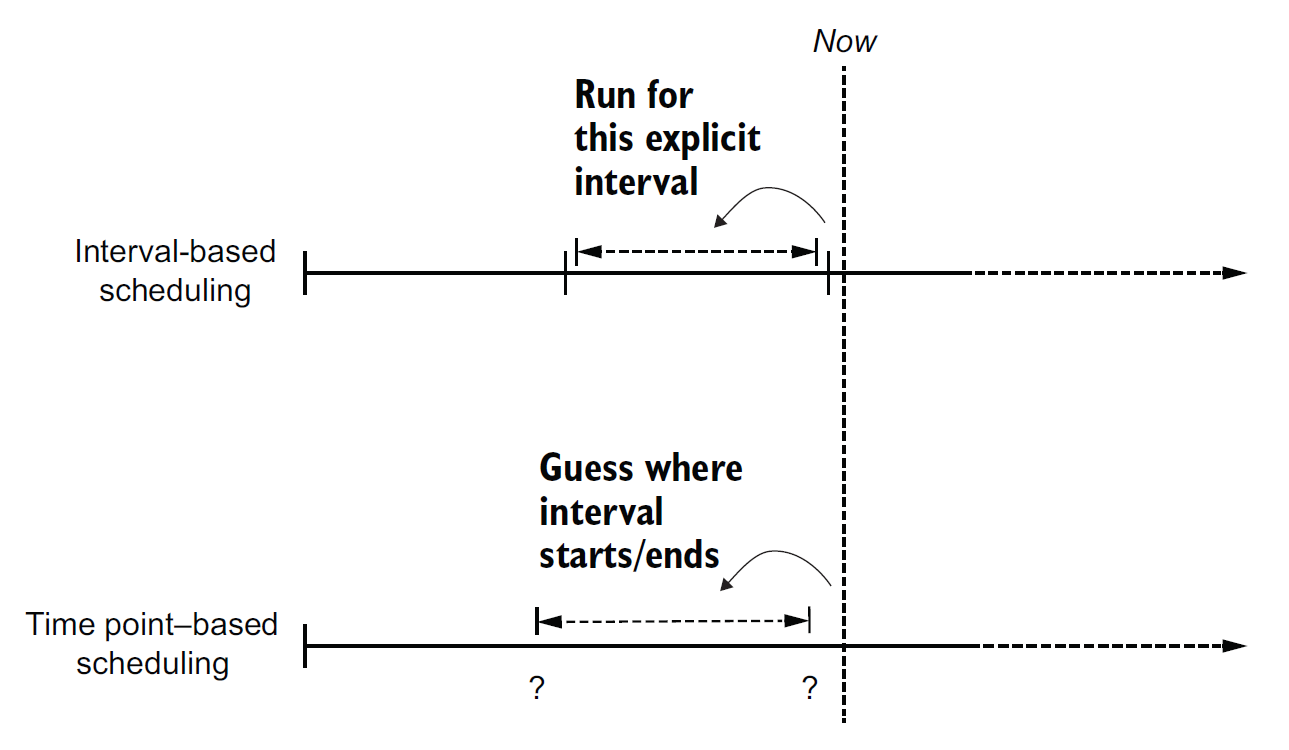 Now
Run for
this explicit
interval
Interval-based
scheduling
Guess where
interval
starts/ends
Time point–based
scheduling
? ?